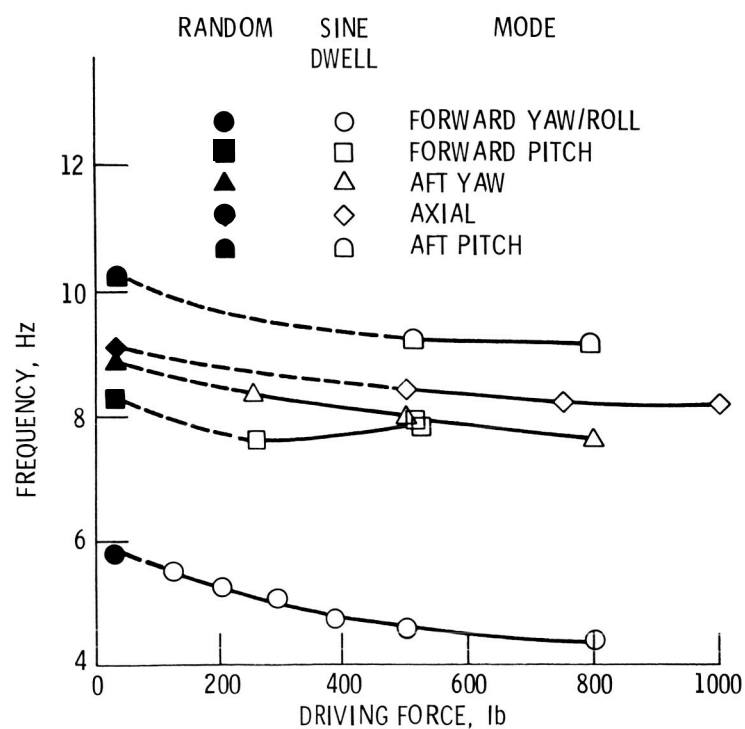 RANDOM SINE DWELL MODE
FORWARD YAW/ROLL
FORWARD PITCH
AFT YAW
AXIAL
AFT PITCH
12
10
8
6
4
FREQUENCY, Hz
0 200 400 600 800 1000
DRIVING FORCE, lb